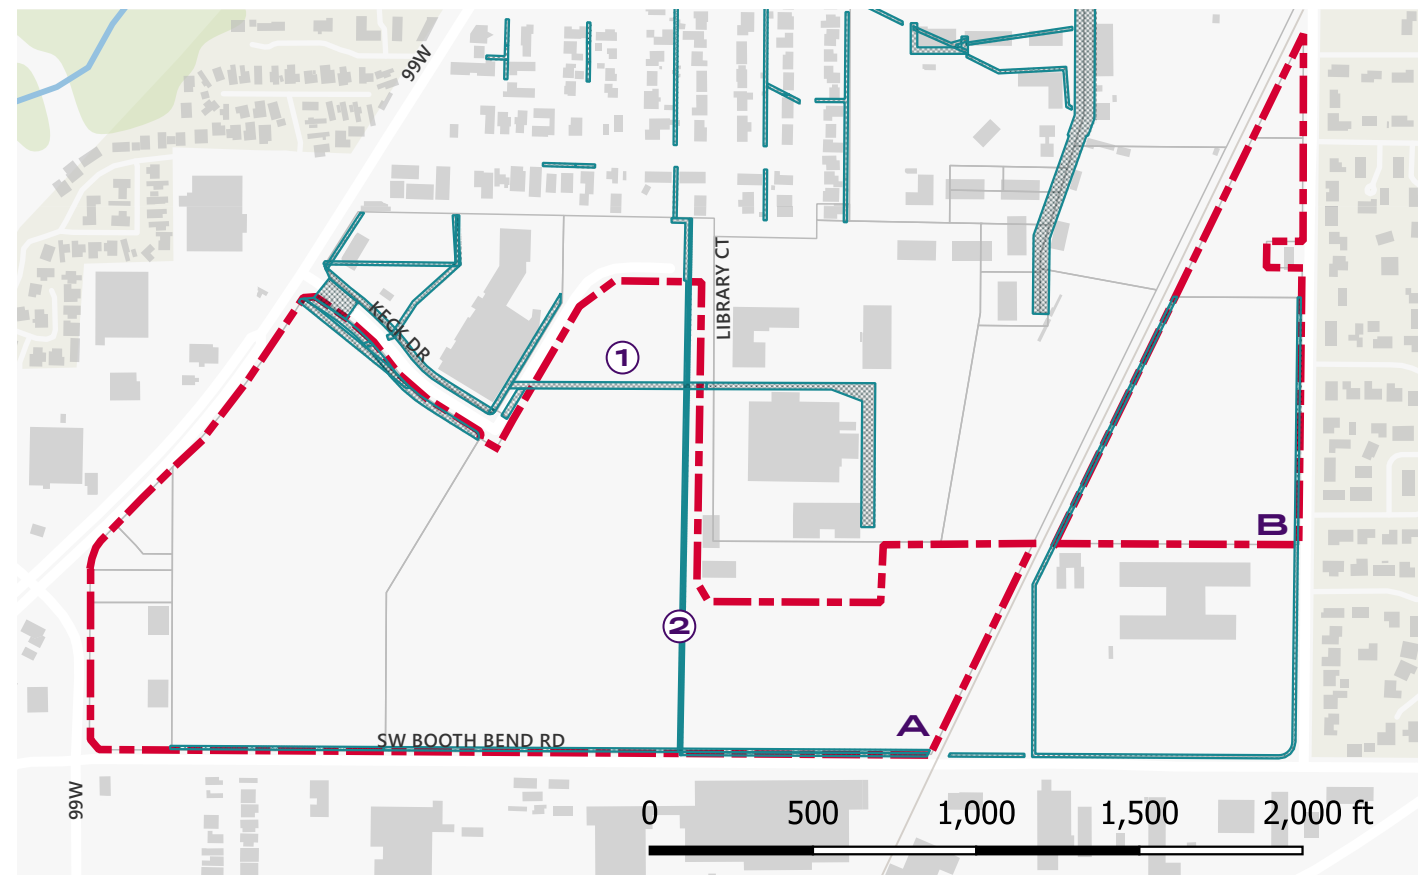 99W
LIBRARY CT
KECK DR
1
B
2
A
SW BOOTH BEND RD
99W
0 500 1,000 1,500 2,000 ft